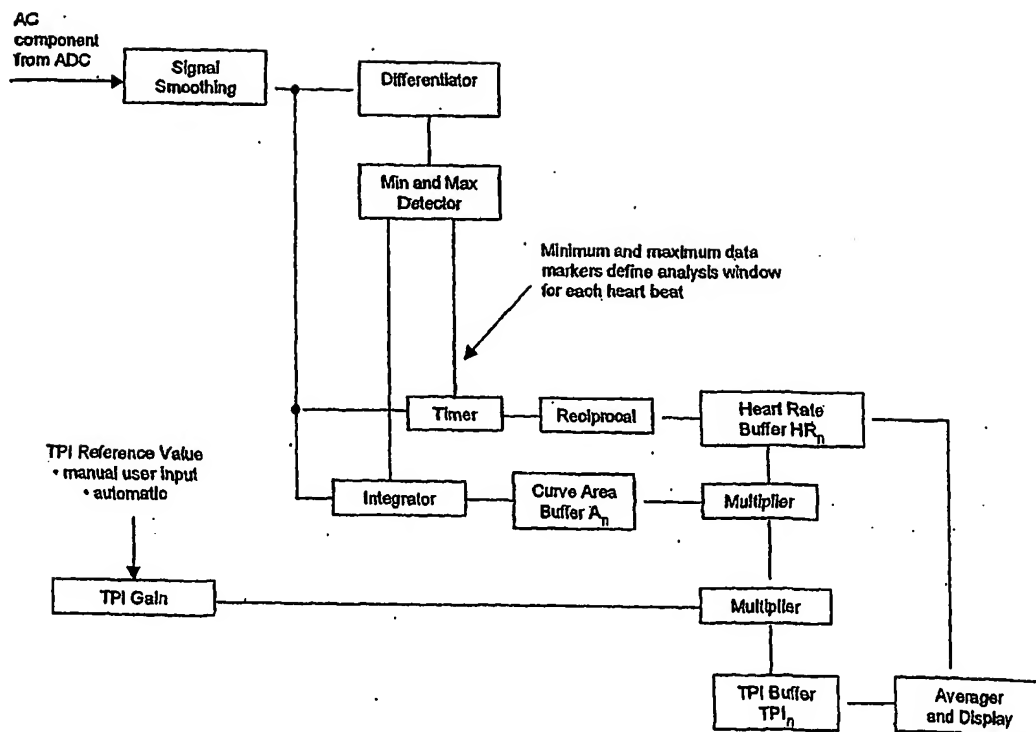 AC
component
from ADC
Signal
Smoothing
Differentiator
Min and Max
Detector
Minimum and maximum data
markers define analysis window
for each heart beat
Timer
Reciprocal
Heart Rate
Buffer HRn
TPI Reference Value
• manual user input
• automatic
Integrator
Curve Area
Buffer An
Multiplier
TPI Gain
Multiplier
TPI Buffer
TPIn
Averager
and Display